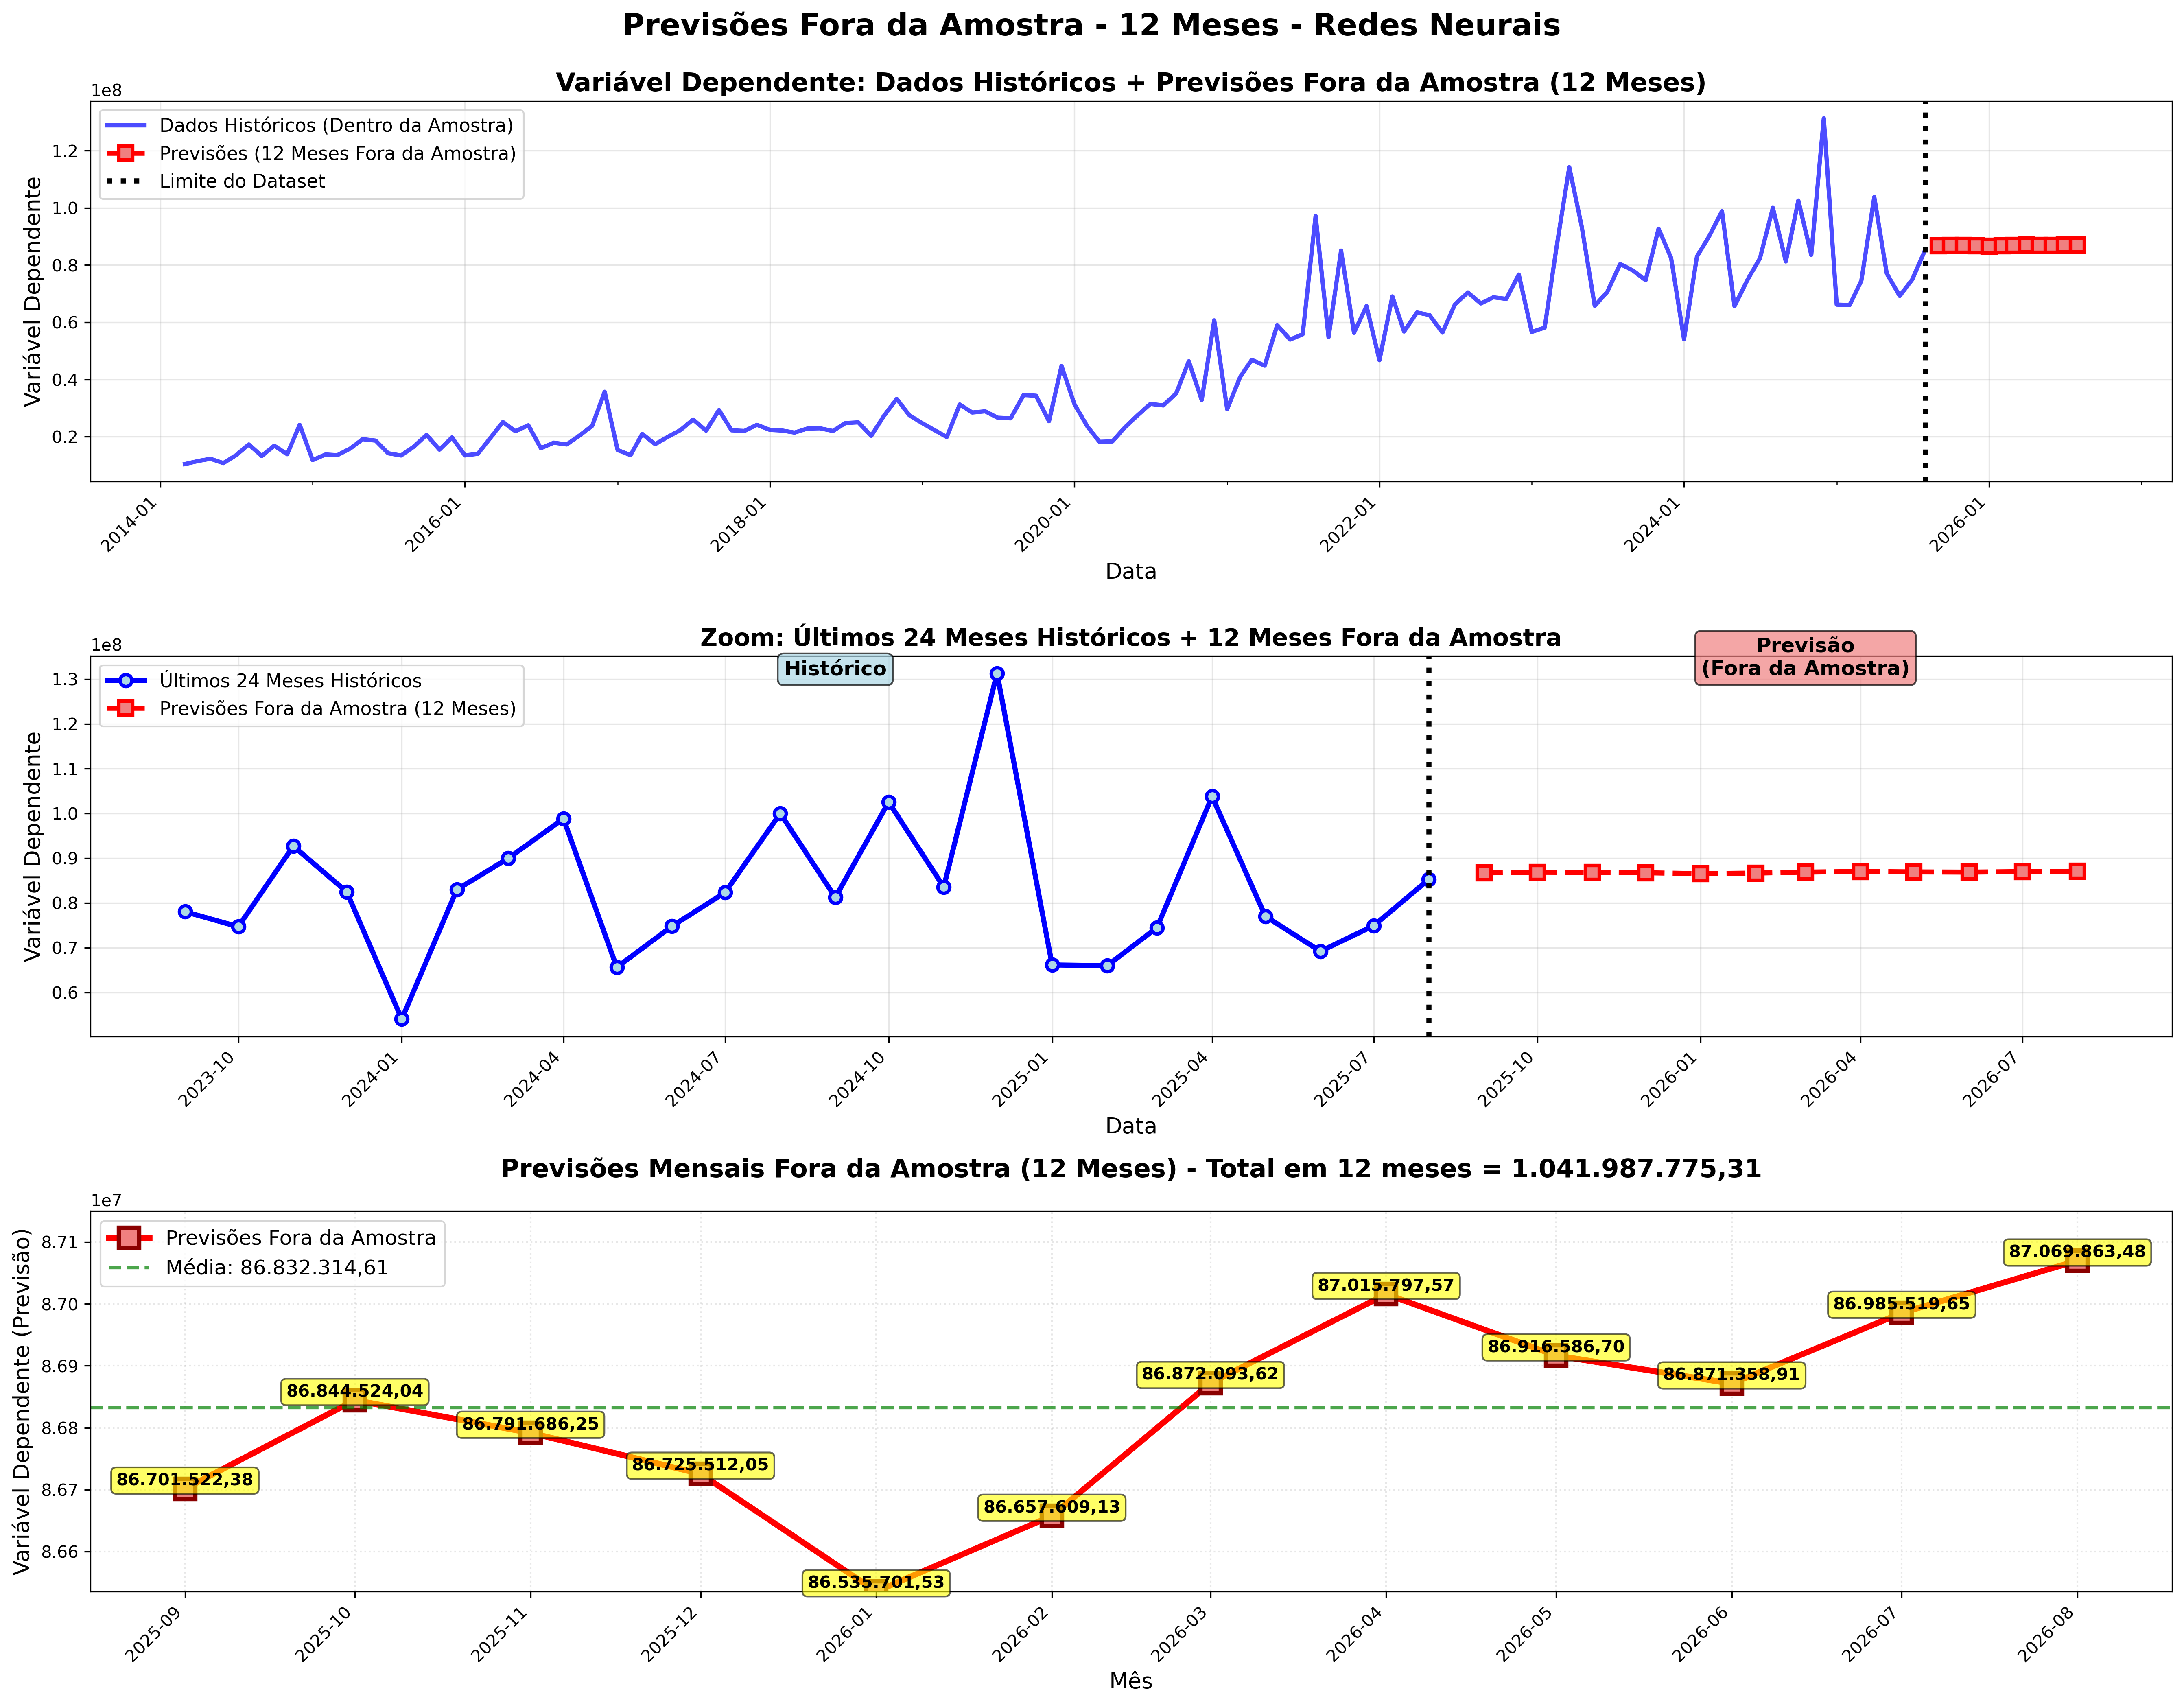 Previsões Fora da Amostra - 12 Meses - Redes Neurais
Variável Dependente: Dados Históricos + Previsões Fora da Amostra (12 Meses)
1e8
Dados Históricos (Dentro da Amostra)
Previsões (12 Meses Fora da Amostra)
Limite do Dataset
Variável Dependente
1.2
1.0
0.8
0.6
0.4
0.2
2014-01
2016-01
2018-01
2020-01
2022-01
2024-01
2026-01
Data
Zoom: Últimos 24 Meses Históricos + 12 Meses Fora da Amostra
1e8
Últimos 24 Meses Históricos
Previsões Fora da Amostra (12 Meses)
Histórico
Previsão
(Fora da Amostra)
Variável Dependente
1.3
1.2
1.1
1.0
0.9
0.8
0.7
0.6
2023-10
2024-01
2024-04
2024-07
2024-10
2025-01
2025-04
2025-07
2025-10
2026-01
2026-04
2026-07
Data
Previsões Mensais Fora da Amostra (12 Meses) - Total em 12 meses = 1.041.987.775,31
1e7
Previsões Fora da Amostra
Média: 86.832.314,61
Variável Dependente (Previsão)
8.71
8.70
8.69
8.68
8.67
8.66
86.701.522,38
86.844.524,04
86.791.686,25
86.725.512,05
86.535.701,53
86.657.609,13
86.872.093,62
87.015.797,57
86.916.586,70
86.871.358,91
86.985.519,65
87.069.863,48
2025-09
2025-10
2025-11
2025-12
2026-01
2026-02
2026-03
2026-04
2026-05
2026-06
2026-07
2026-08
Mês